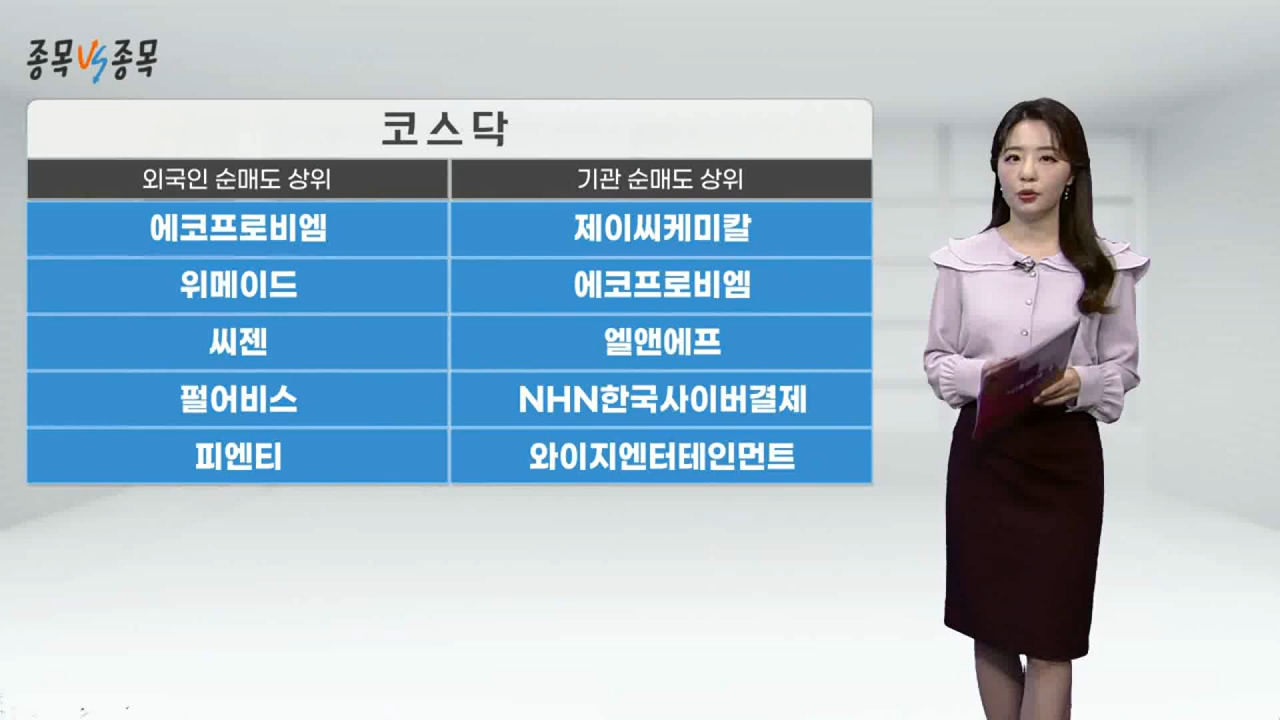 종목VS종목
코스닥
외국인 순매도 상위 기관 순매도 상위
에코프로비엠 제이씨케미칼
위메이드 에코프로비엠
씨젠 엘앤에프
펄어비스 NHN한국사이버결제
피엔티 와이지엔터테인먼트